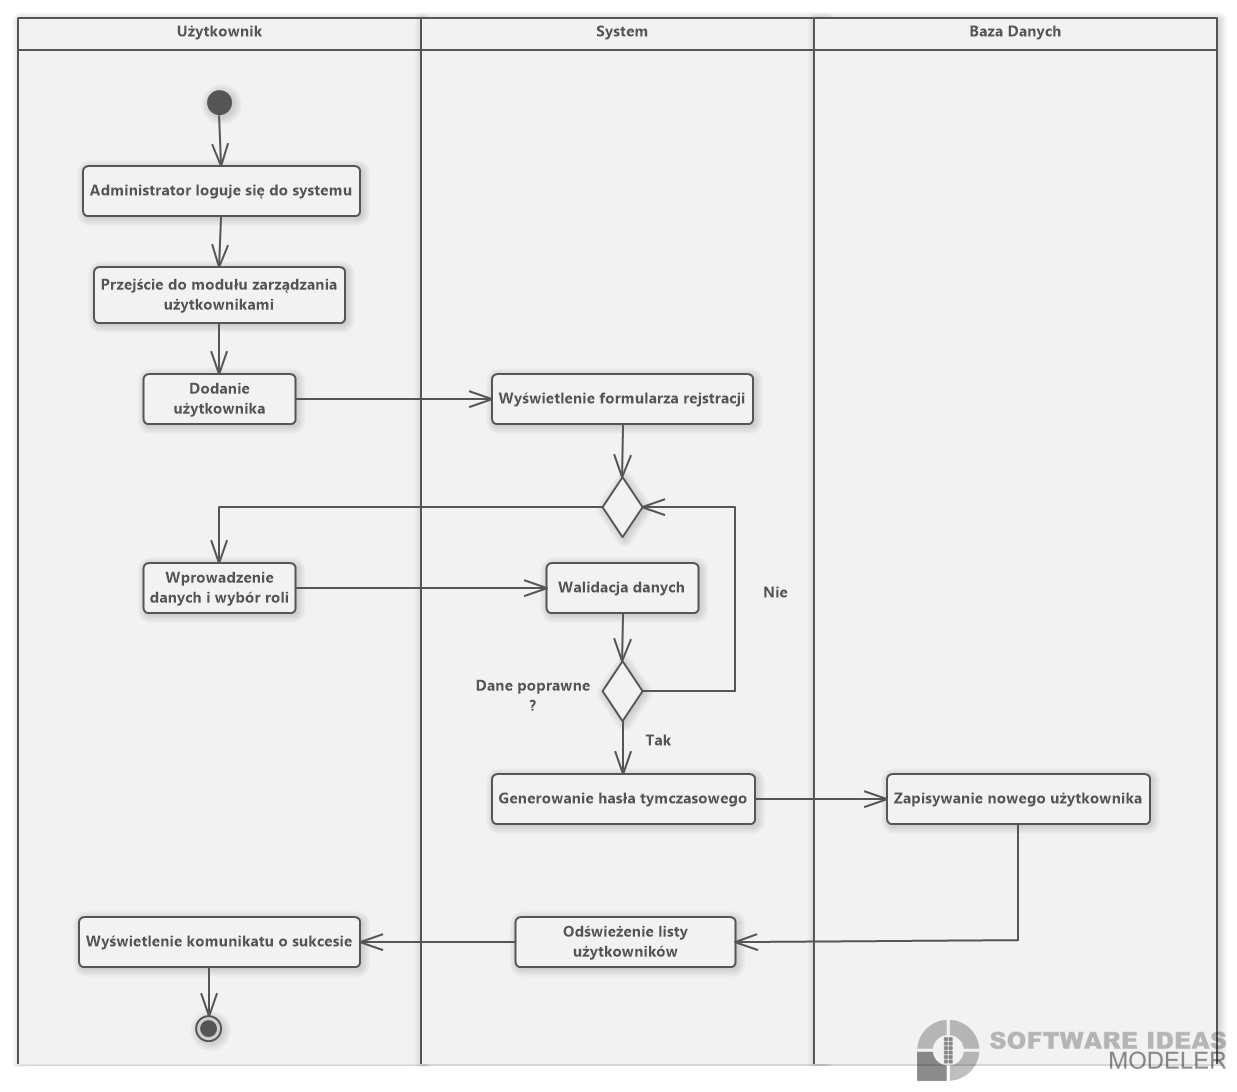 Użytkownik
System
Baza Danych
Administrator loguje się do systemu
Przejście do modułu zarządzania
użytkownikami
Dodanie
użytkownika
Wyświetlenie formularza rejstracji
Wprowadzenie
danych i wybór roli
Walidacja danych
Nie
Dane poprawne
?
Tak
Generowanie hasła tymczasowego
Zapisywanie nowego użytkownika
Wyświetlenie komunikatu o sukcesie
Odświeżenie listy
użytkowników
SOFTWARE IDEAS
MODELER